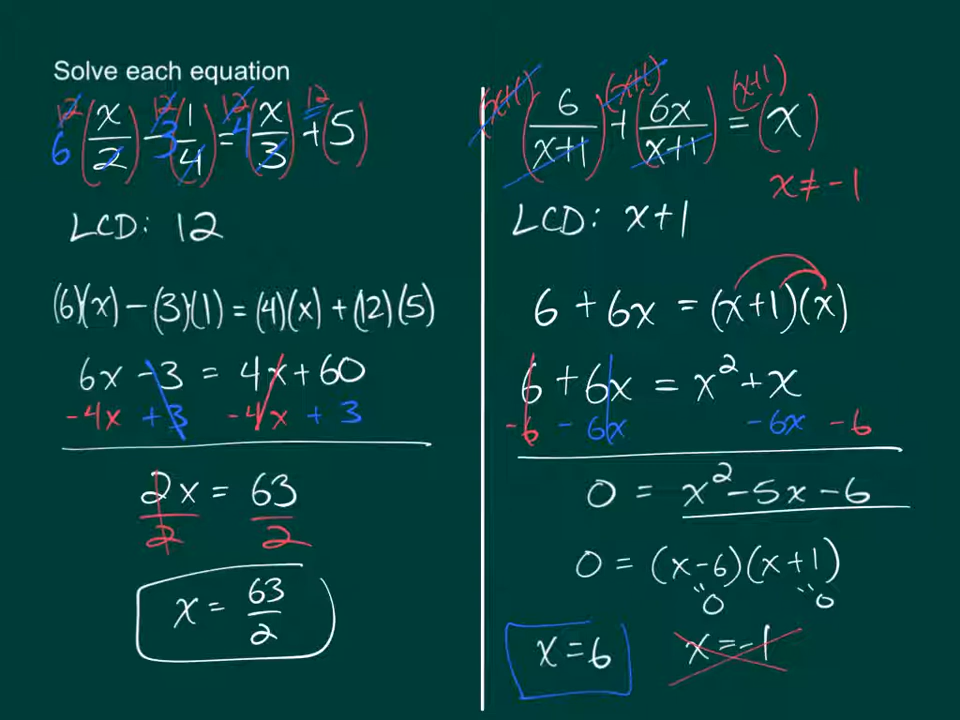 Solve each equation
12 12 12 12
6 (x/2) - 3 (1/4) = 4 (x/3) + (5)
LCD: 12
(6)(x) - (3)(1) = (4)(x) + (12)(5)
6x - 3 = 4x + 60
-4x + 3 -4x + 3
2x = 63
2 2
x = 63/2
(x+1) (x+1) (x+1)
(6/(x+1)) + (6x/(x+1)) = (x)
x ≠ -1
LCD: x+1
6 + 6x = (x+1)(x)
6 + 6x = x² + x
-6 - 6x - 6x - 6
0 = x² - 5x - 6
0 = (x-6)(x+1)
"0 "0
x = 6 x = -1